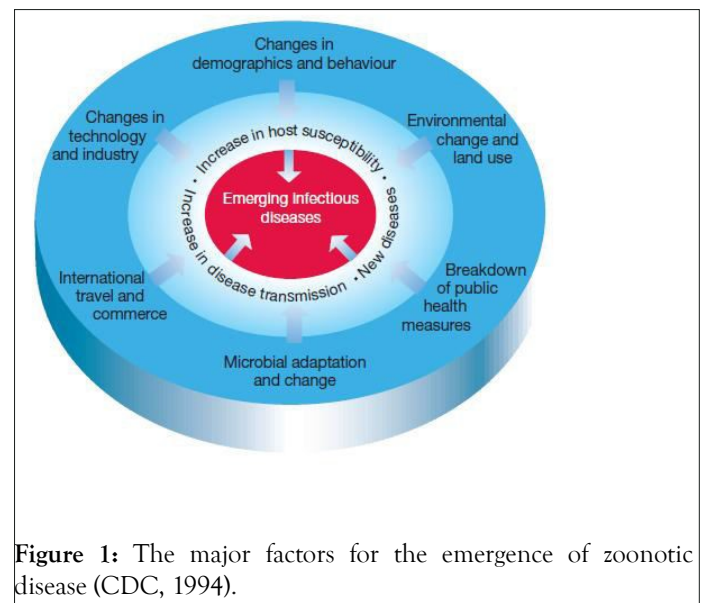 Changes in
demographics and behaviour
Changes in
technology
and industry
Environmental
change and
land use
• Increase in host susceptibility •
Emerging infectious
diseases
New diseases
• Increase in disease transmission •
International
travel and
commerce
Breakdown
of public
health
measures
Microbial adaptation
and change
Figure 1: The major factors for the emergence of zoonotic
disease (CDC, 1994).